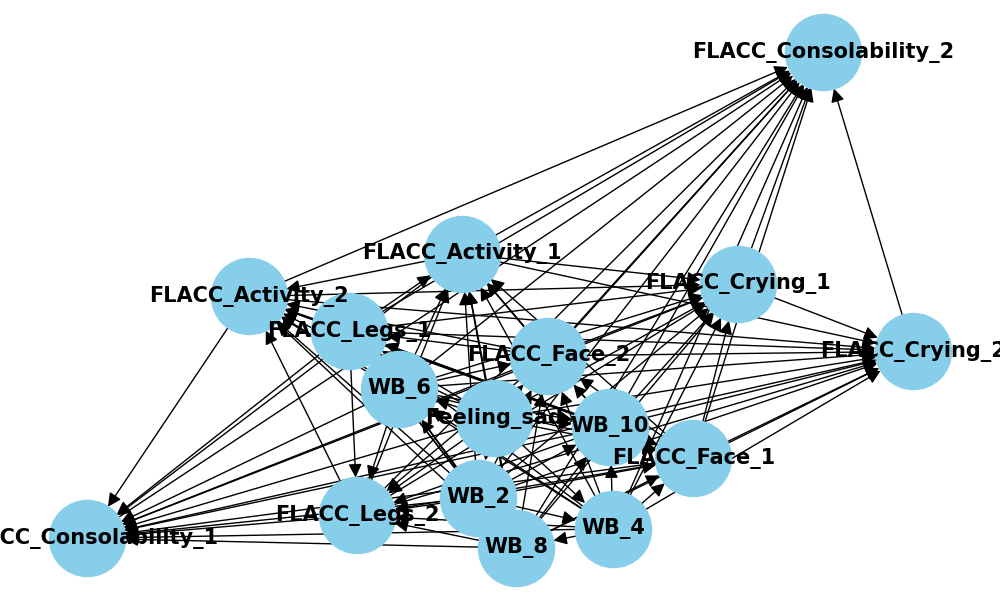 FLACC_Consolability_2
FLACC_Activity_1
FLACC_Crying_1
FLACC_Activity_2
FLACC_Legs_1
FLACC_Face_2
FLACC_Crying_2
WB_6
Feeling_sad
WB_10
FLACC_Face_1
WB_2
FLACC_Legs_2
WB_4
CC_Consolability_1
WB_8